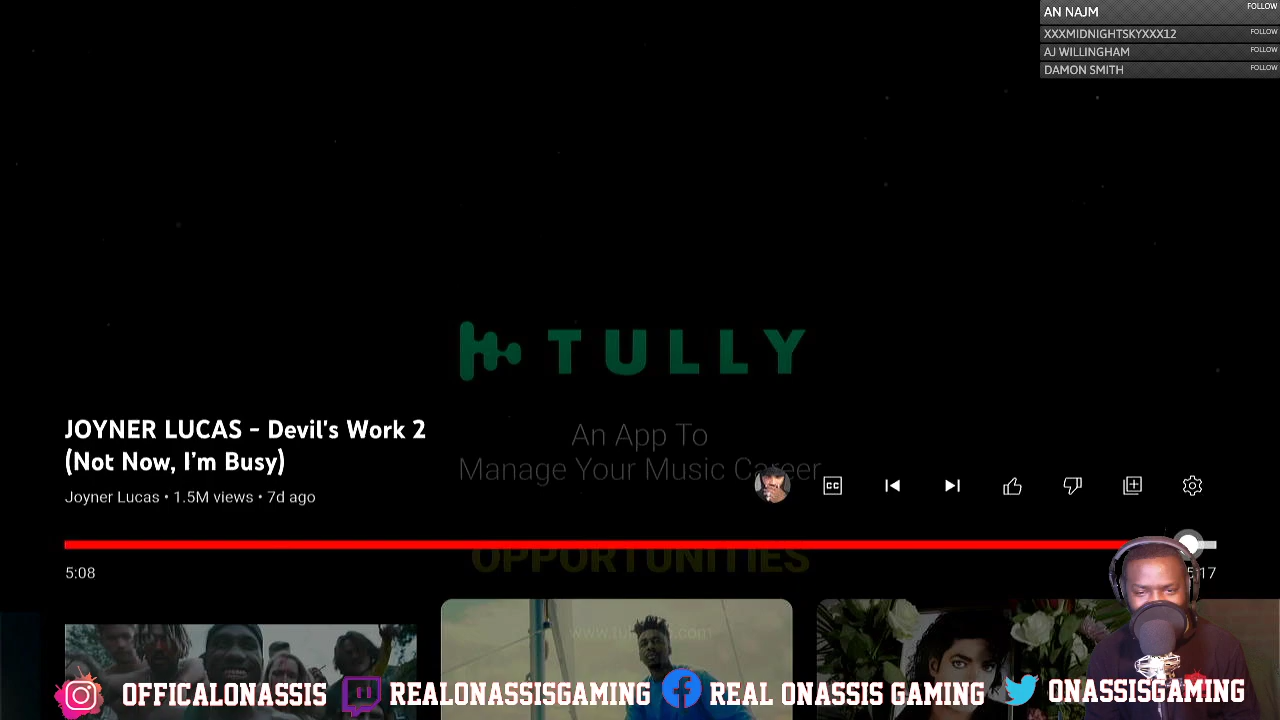 AN NAJM FOLLOW
XXXMIDNIGHTSKYXXX12 FOLLOW
AJ WILLINGHAM FOLLOW
DAMON SMITH FOLLOW
TULLY
An App To
Manage Your Music Career
JOYNER LUCAS - Devil's Work 2
(Not Now, I'm Busy)
Joyner Lucas • 1.5M views • 7d ago
CC
OPPORTUNITIES
5:08
5:17
OFFICALONASSIS REALONASSISGAMING REAL ONASSIS GAMING ONASSISGAMING